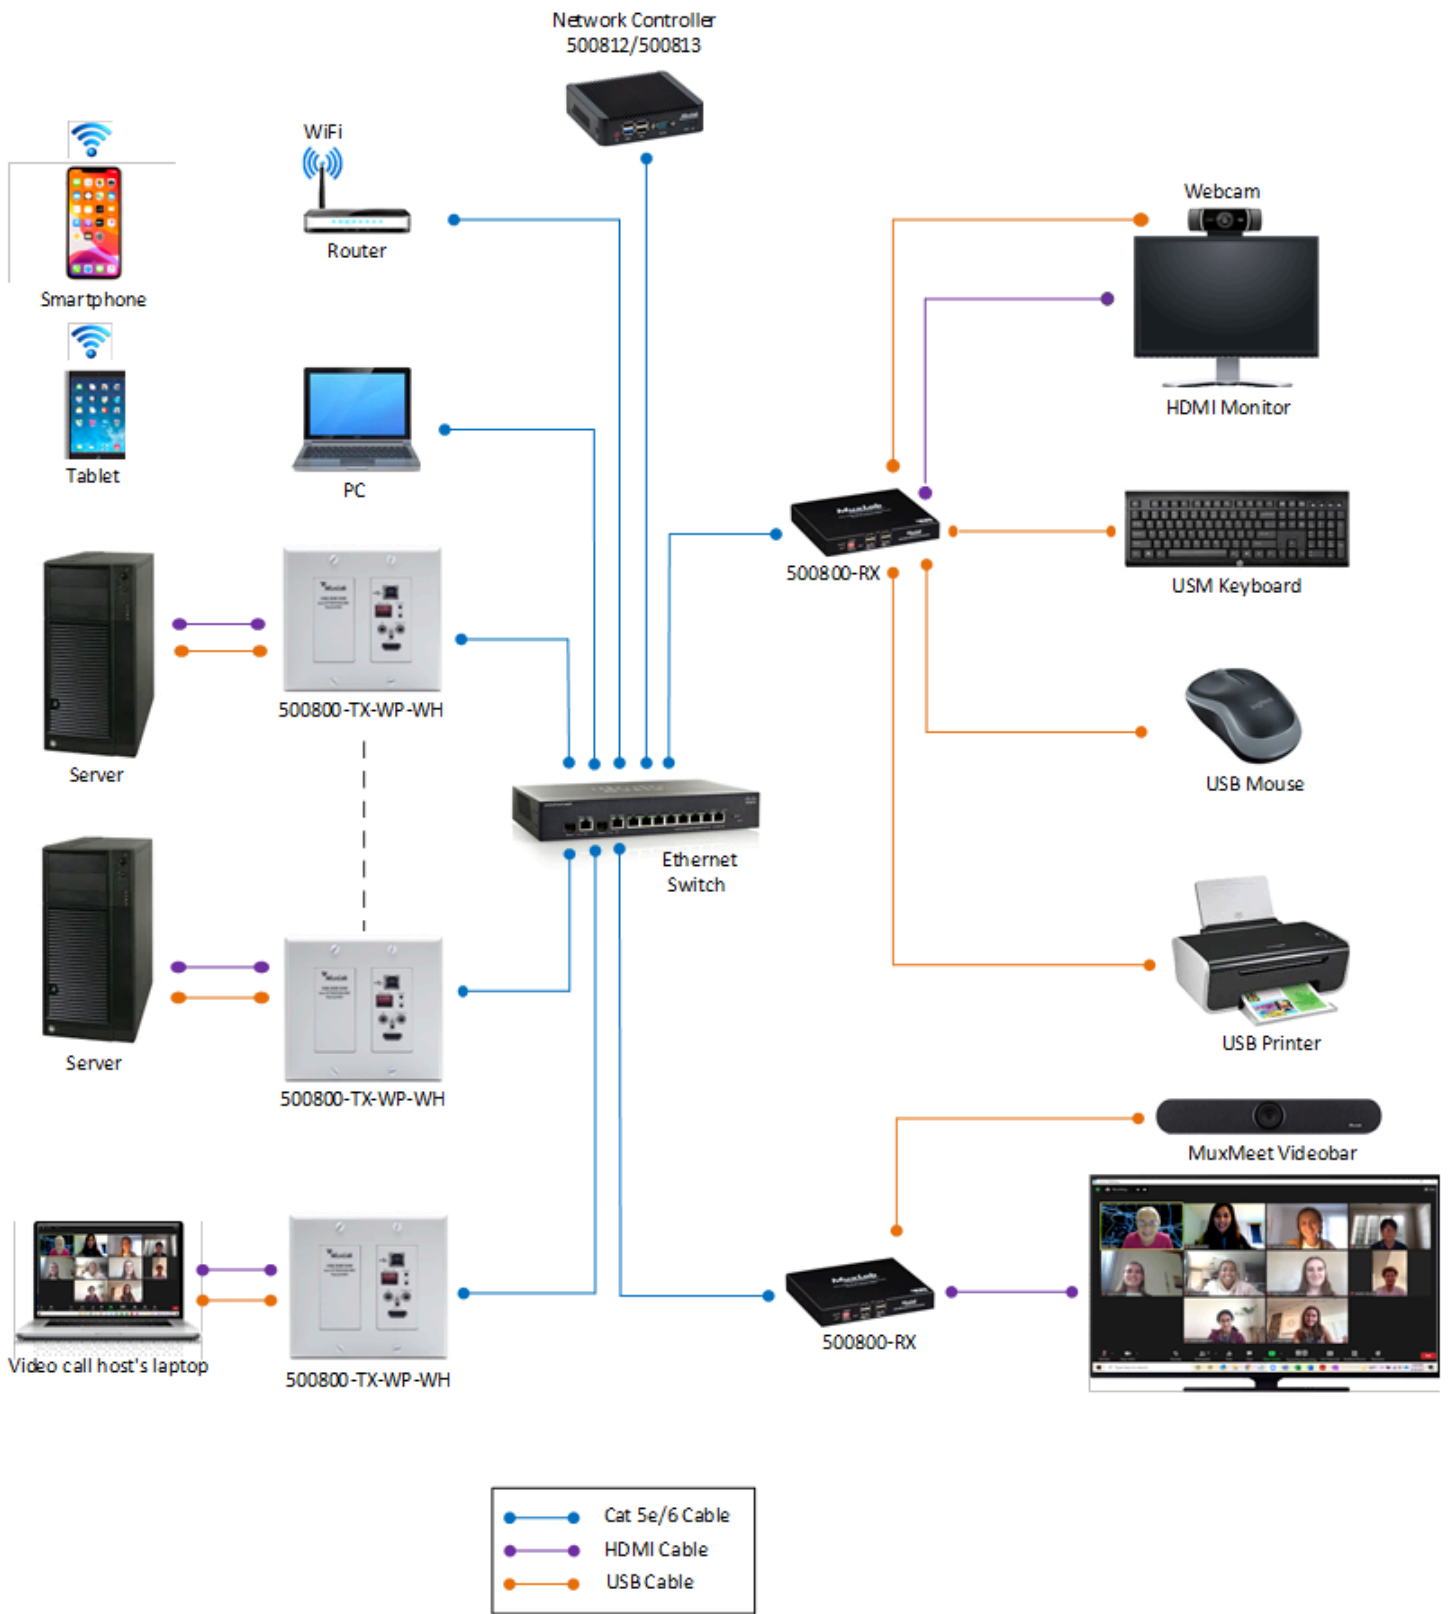 Network Controller
500812/500813
WiFi
Router
Smartphone
Tablet
PC
Webcam
HDMI Monitor
MuxLab
500800-RX
USM Keyboard
USB Mouse
500800-TX-WP-WH
Server
Ethernet
Switch
Server
500800-TX-WP-WH
USB Printer
MuxMeet Videobar
Video call host's laptop
500800-TX-WP-WH
MuxLab
500800-RX
Cat 5e/6 Cable
HDMI Cable
USB Cable